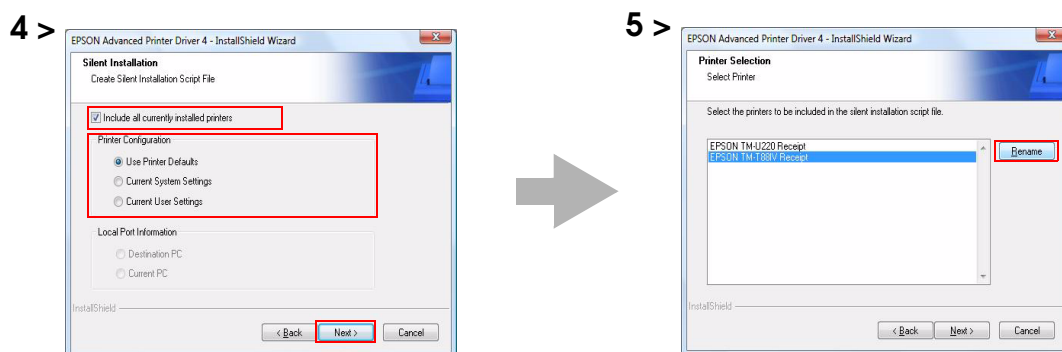 4 >
EPSON Advanced Printer Driver 4 - InstallShield Wizard
Silent Installation
Create Silent Installation Script File
Include all currently installed printers
Printer Configuration
Use Printer Defaults
Current System Settings
Current User Settings
Local Port Information
Destination PC
Current PC
InstallShield
< Back Next > Cancel
5 >
EPSON Advanced Printer Driver 4 - InstallShield Wizard
Printer Selection
Select Printer
Select the printers to be included in the silent installation script file.
EPSON TM-U220 Receipt
EPSON TM-T88IV Receipt
Rename
InstallShield
< Back Next > Cancel